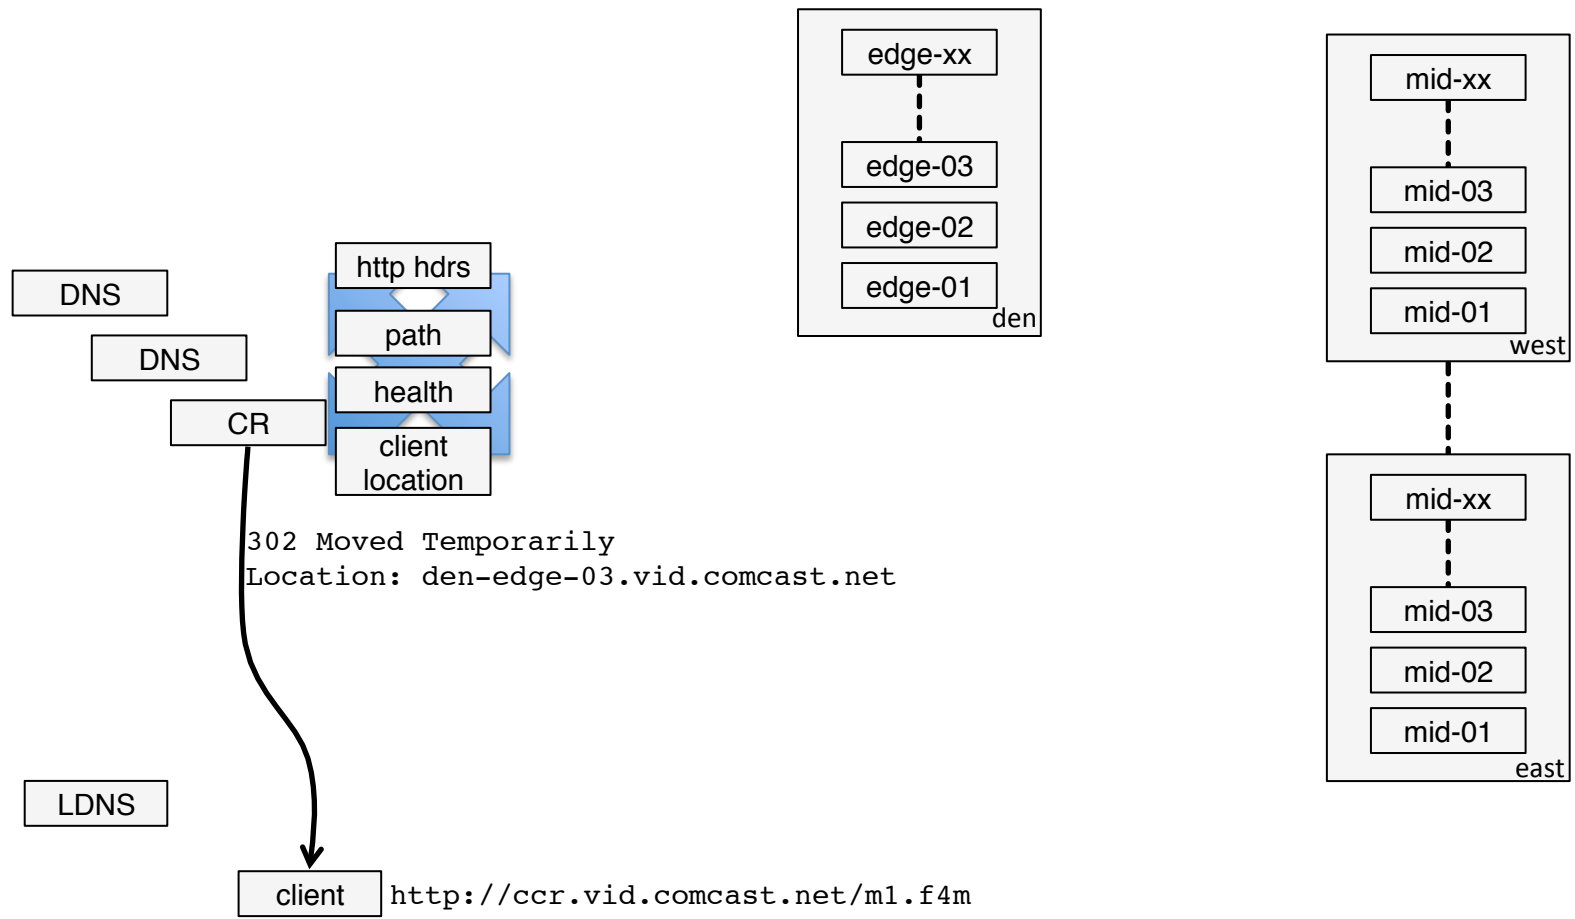 edge-xx
edge-03
edge-02
edge-01
den
mid-xx
mid-03
mid-02
mid-01
west
mid-xx
mid-03
mid-02
mid-01
east
DNS
DNS
CR
http hdrs
path
health
client
location
302 Moved Temporarily
Location: den-edge-03.vid.comcast.net
LDNS
client
http://ccr.vid.comcast.net/m1.f4m